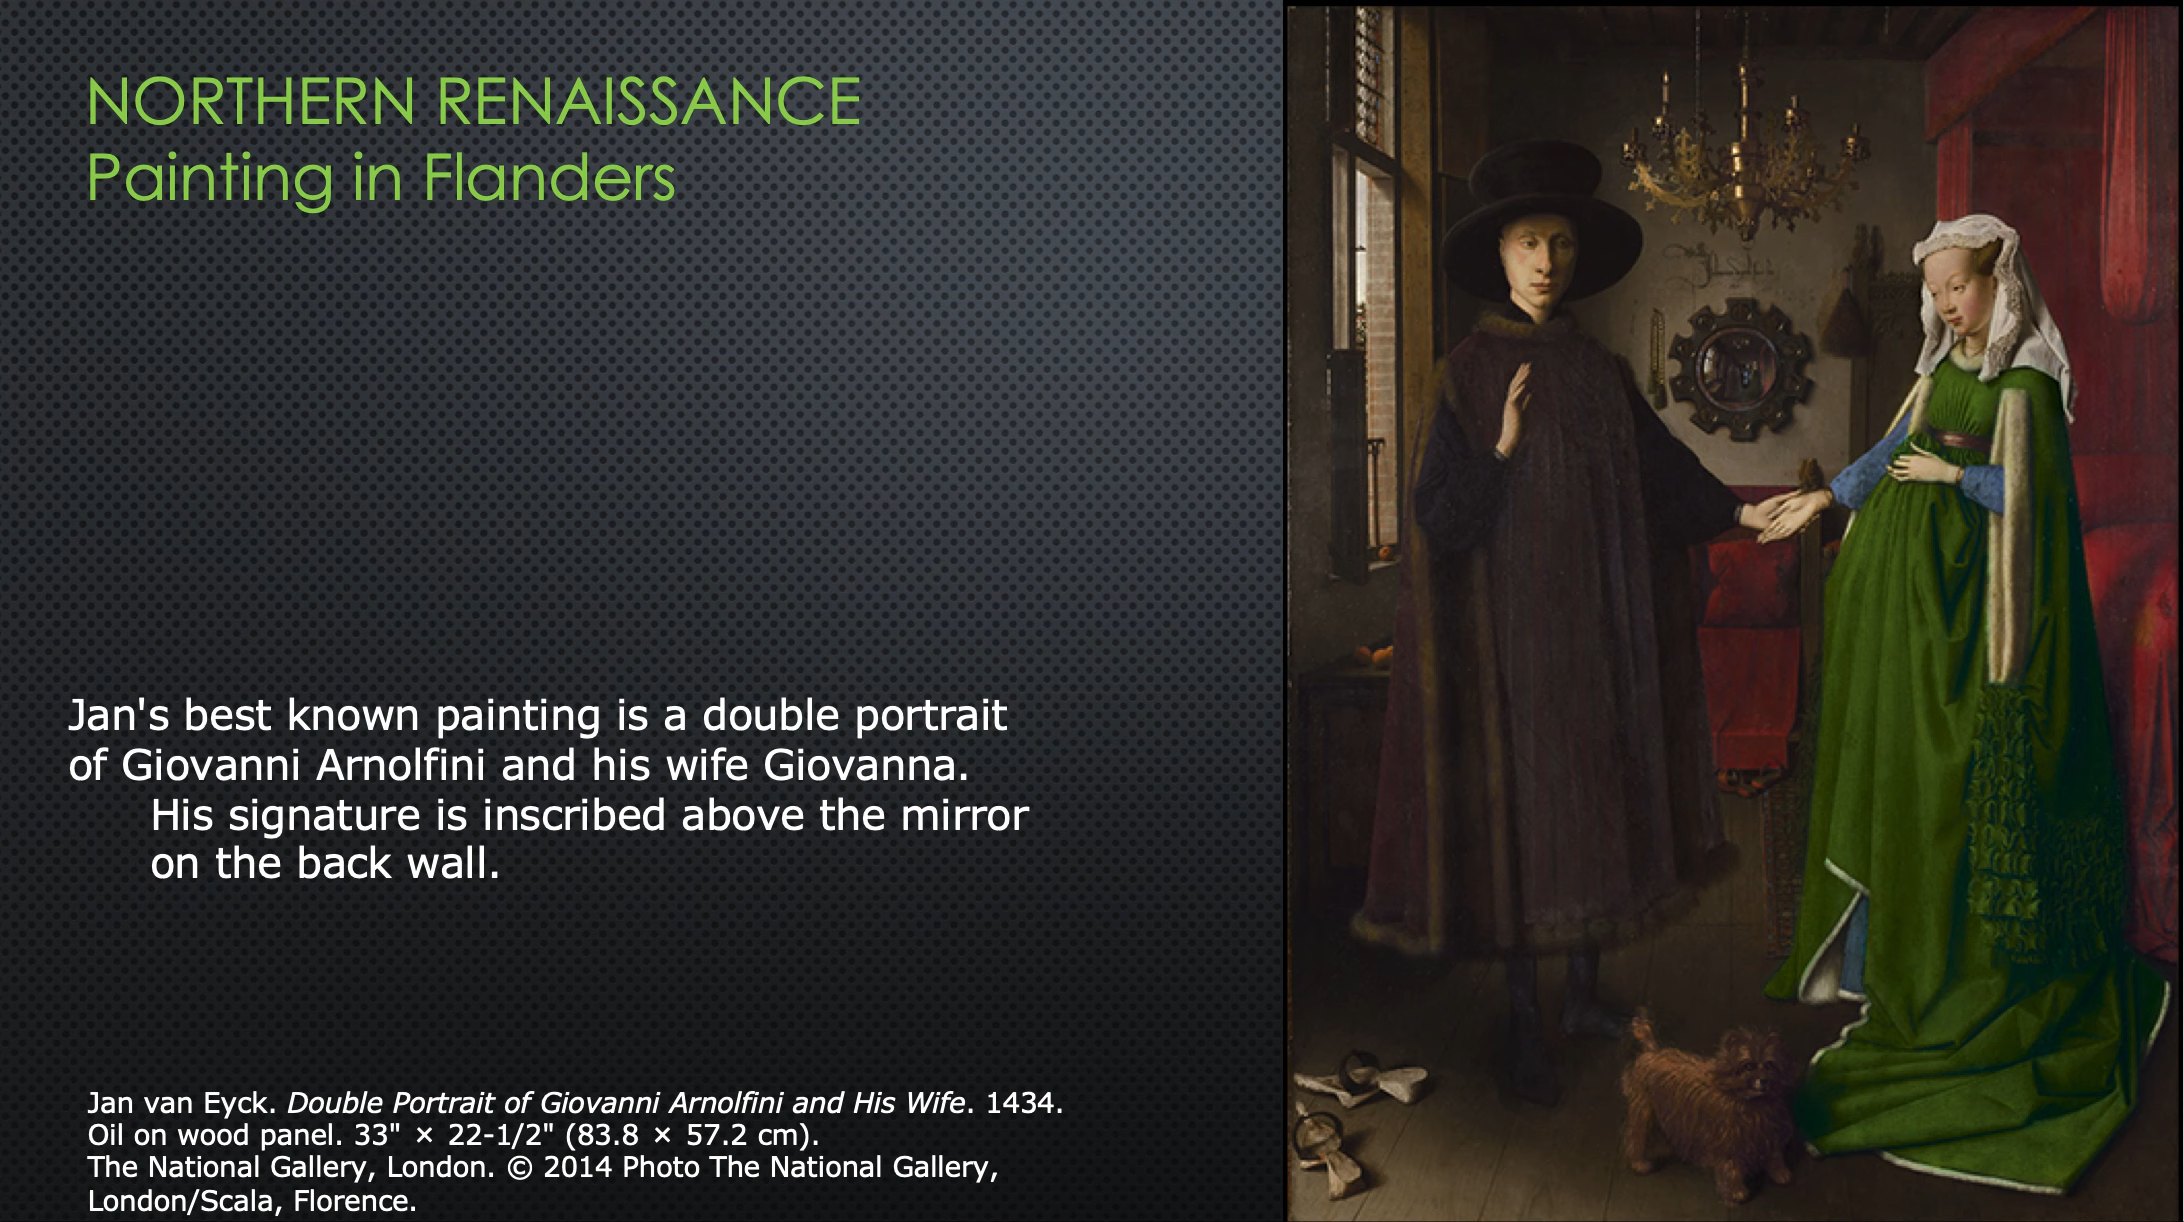 NORTHERN RENAISSANCE
Painting in Flanders
Jan's best known painting is a double portrait
of Giovanni Arnolfini and his wife Giovanna.
His signature is inscribed above the mirror
on the back wall.
Jan van Eyck. Double Portrait of Giovanni Arnolfini and His Wife. 1434.
Oil on wood panel. 33" × 22-1/2" (83.8 × 57.2 cm).
The National Gallery, London. © 2014 Photo The National Gallery,
London/Scala, Florence.